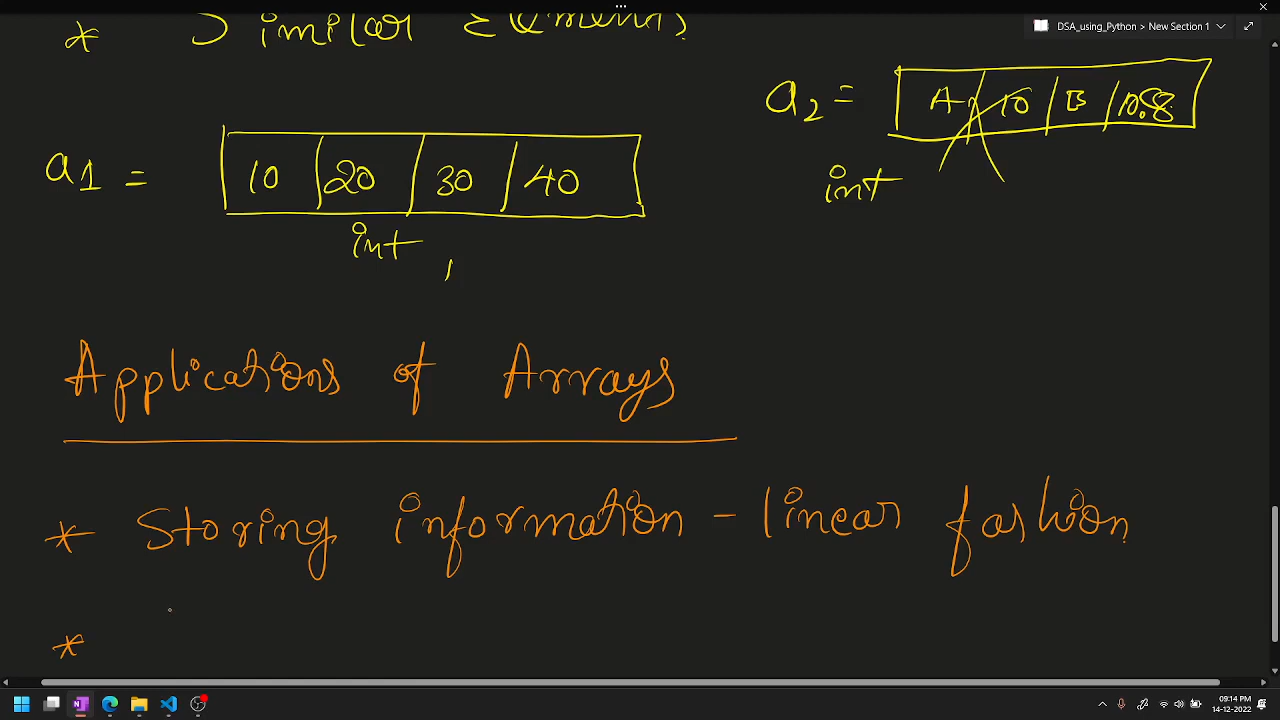 DSA_using_Python > New Section 1
* Similar Elements
a1 = 10 20 30 40
int ,
a2 = A 10 B 10.58
int
Applications of Arrays
* Storing information - linear fashion
*
09:14 PM
14-12-2022